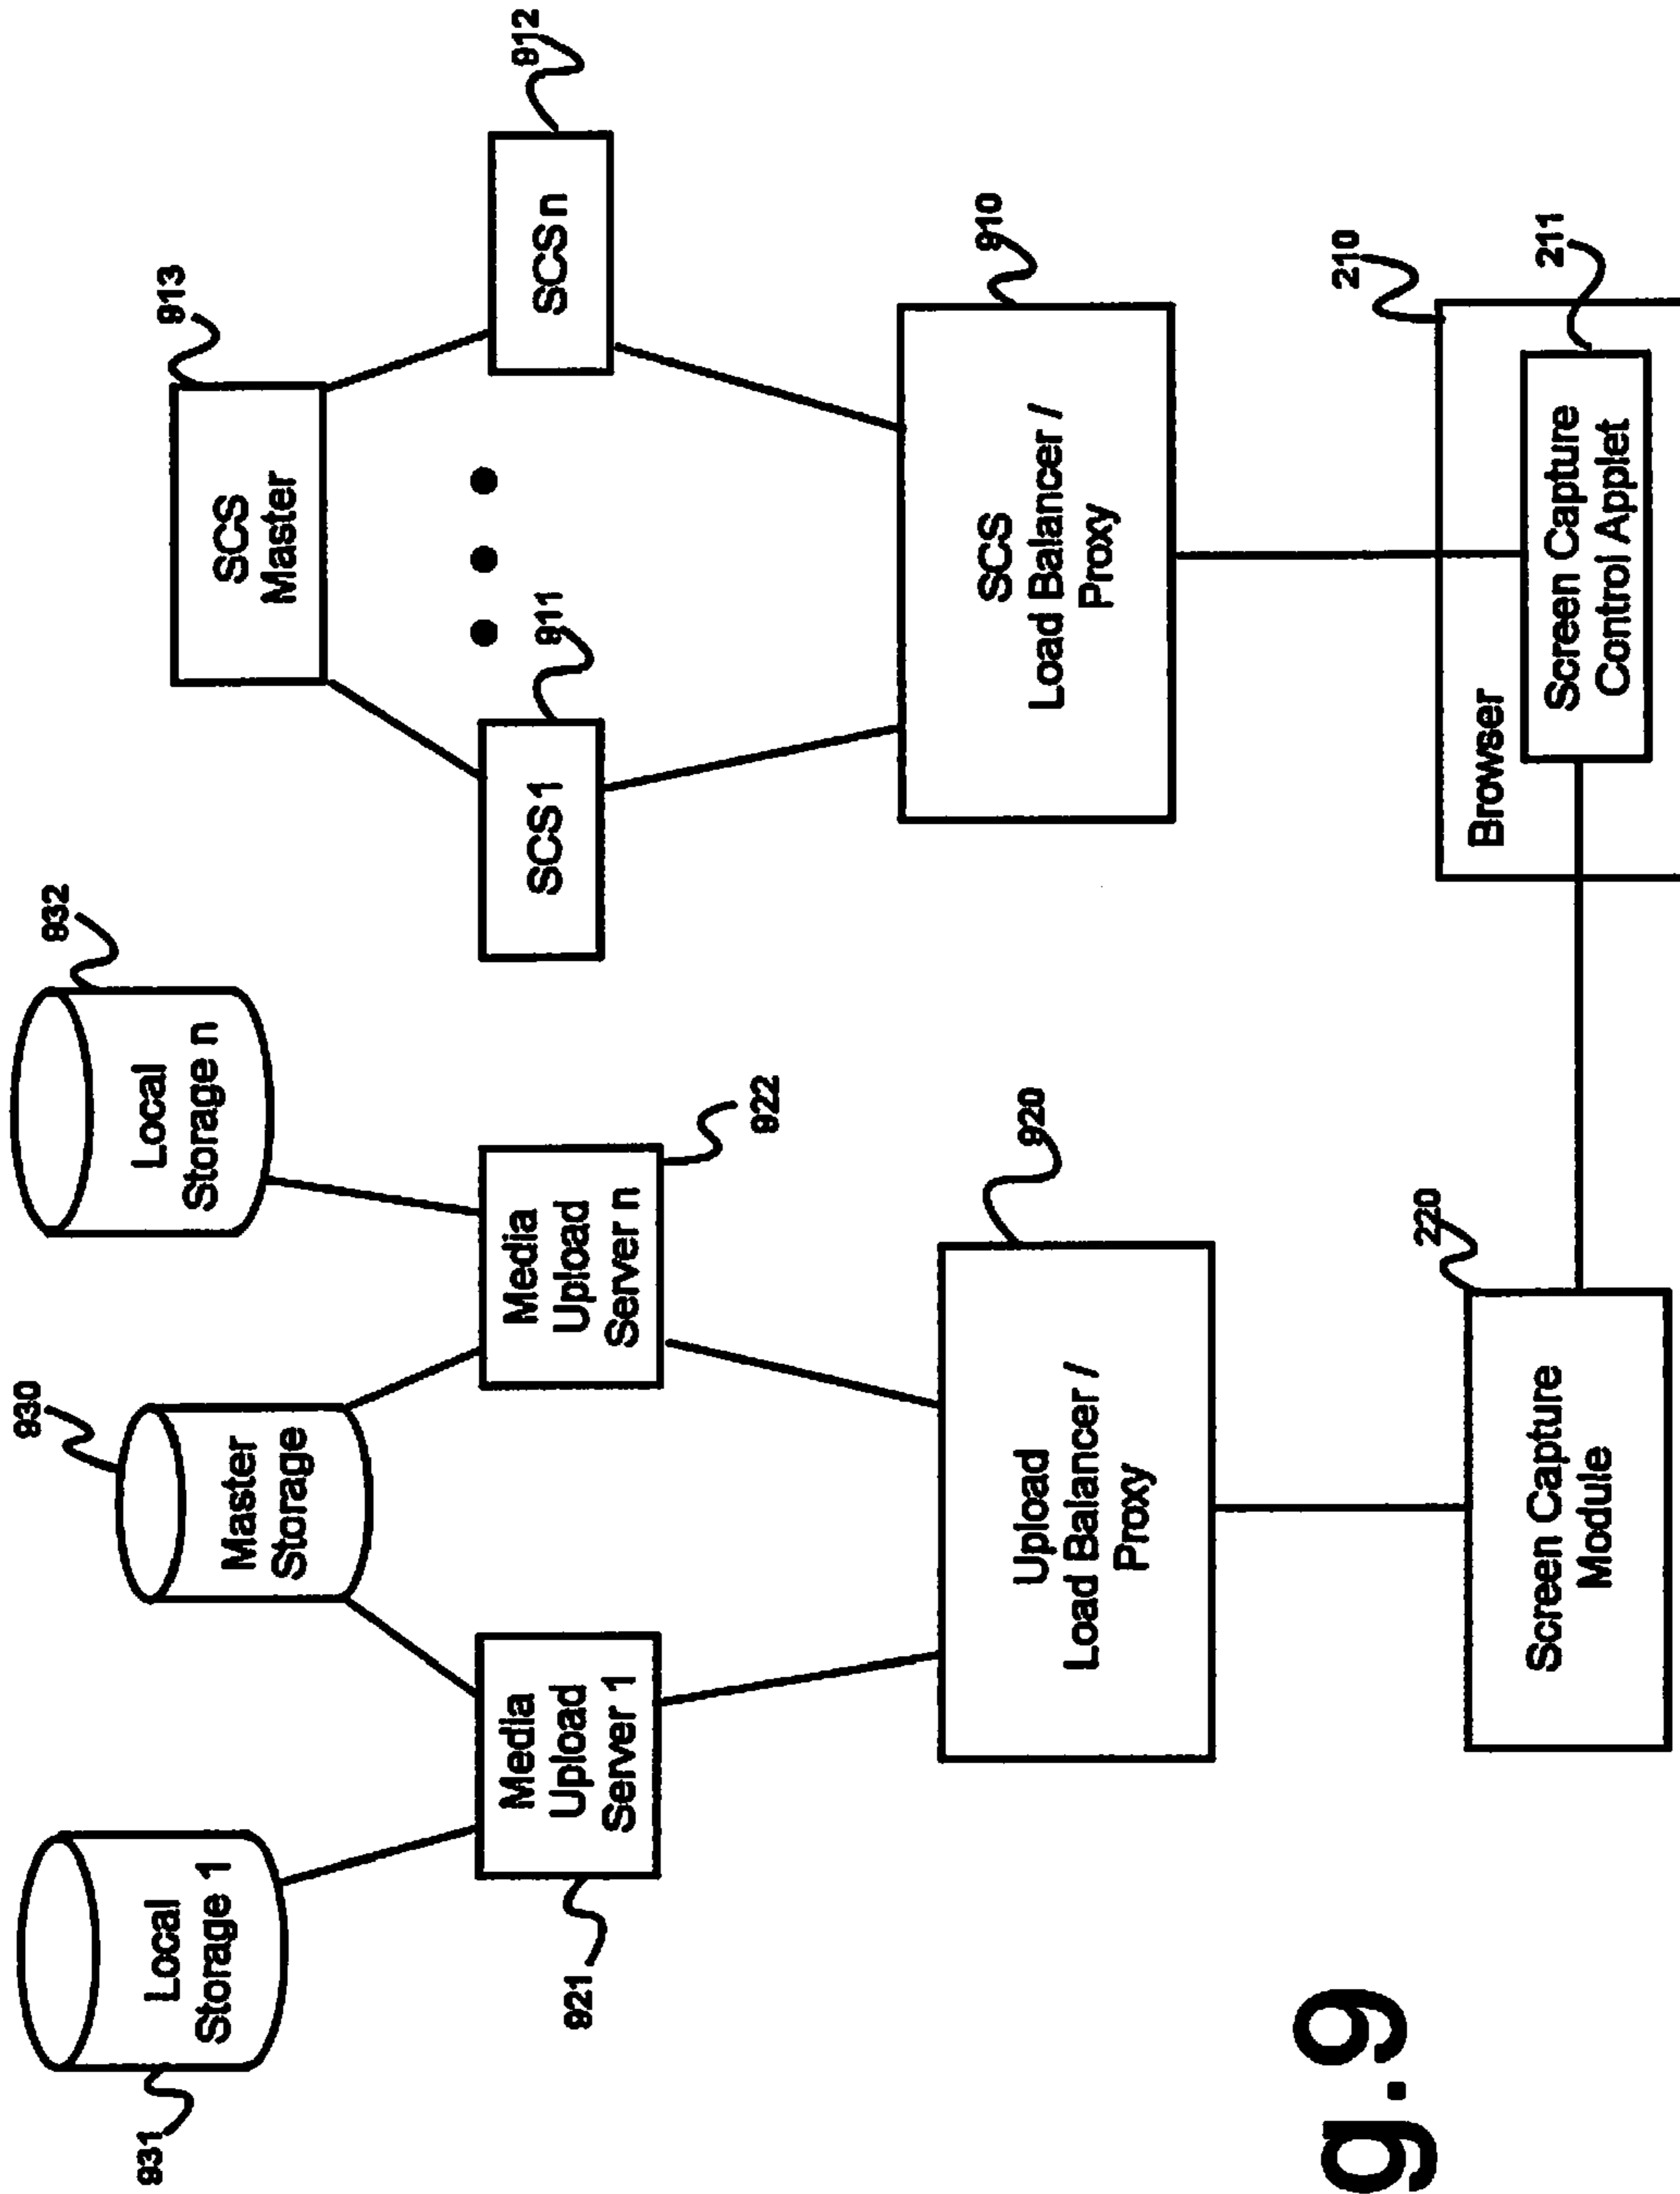 931
Local
Storage 1
930
Master
Storage
932
Local
Storage n
921
Media
Upload
Server 1
Media
Upload
Server n
922
Upload
Load Balancer /
Proxy
920
Screen Capture
Module
220
913
SCS
Master
SCS 1
911
SCS n
912
SCS
Load Balancer /
Proxy
910
Browser
210
Screen Capture
Control Applet
211
g.9